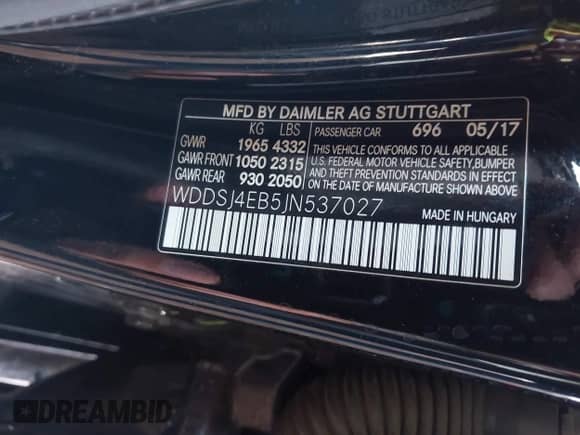 MFD BY DAIMLER AG STUTTGART
KG LBS PASSENGER CAR 696 05/17
GVWR 1965 4332
GAWR FRONT 1050 2315
GAWR REAR 930 2050
THIS VEHICLE CONFORMS TO ALL APPLICABLE
U.S. FEDERAL MOTOR VEHICLE SAFETY,BUMPER
AND THEFT PREVENTION STANDARDS IN EFFECT
ON THE DATE OF MANUFACTURE SHOWN ABOVE.
WDDSJ4EB5JN537027 MADE IN HUNGARY
DREAMBID